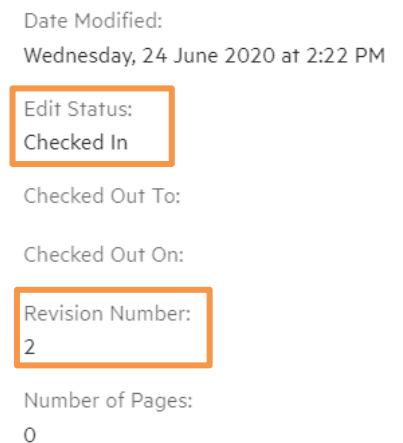 Date Modified:
Wednesday, 24 June 2020 at 2:22 PM
Edit Status:
Checked In
Checked Out To:
Checked Out On:
Revision Number:
2
Number of Pages:
0